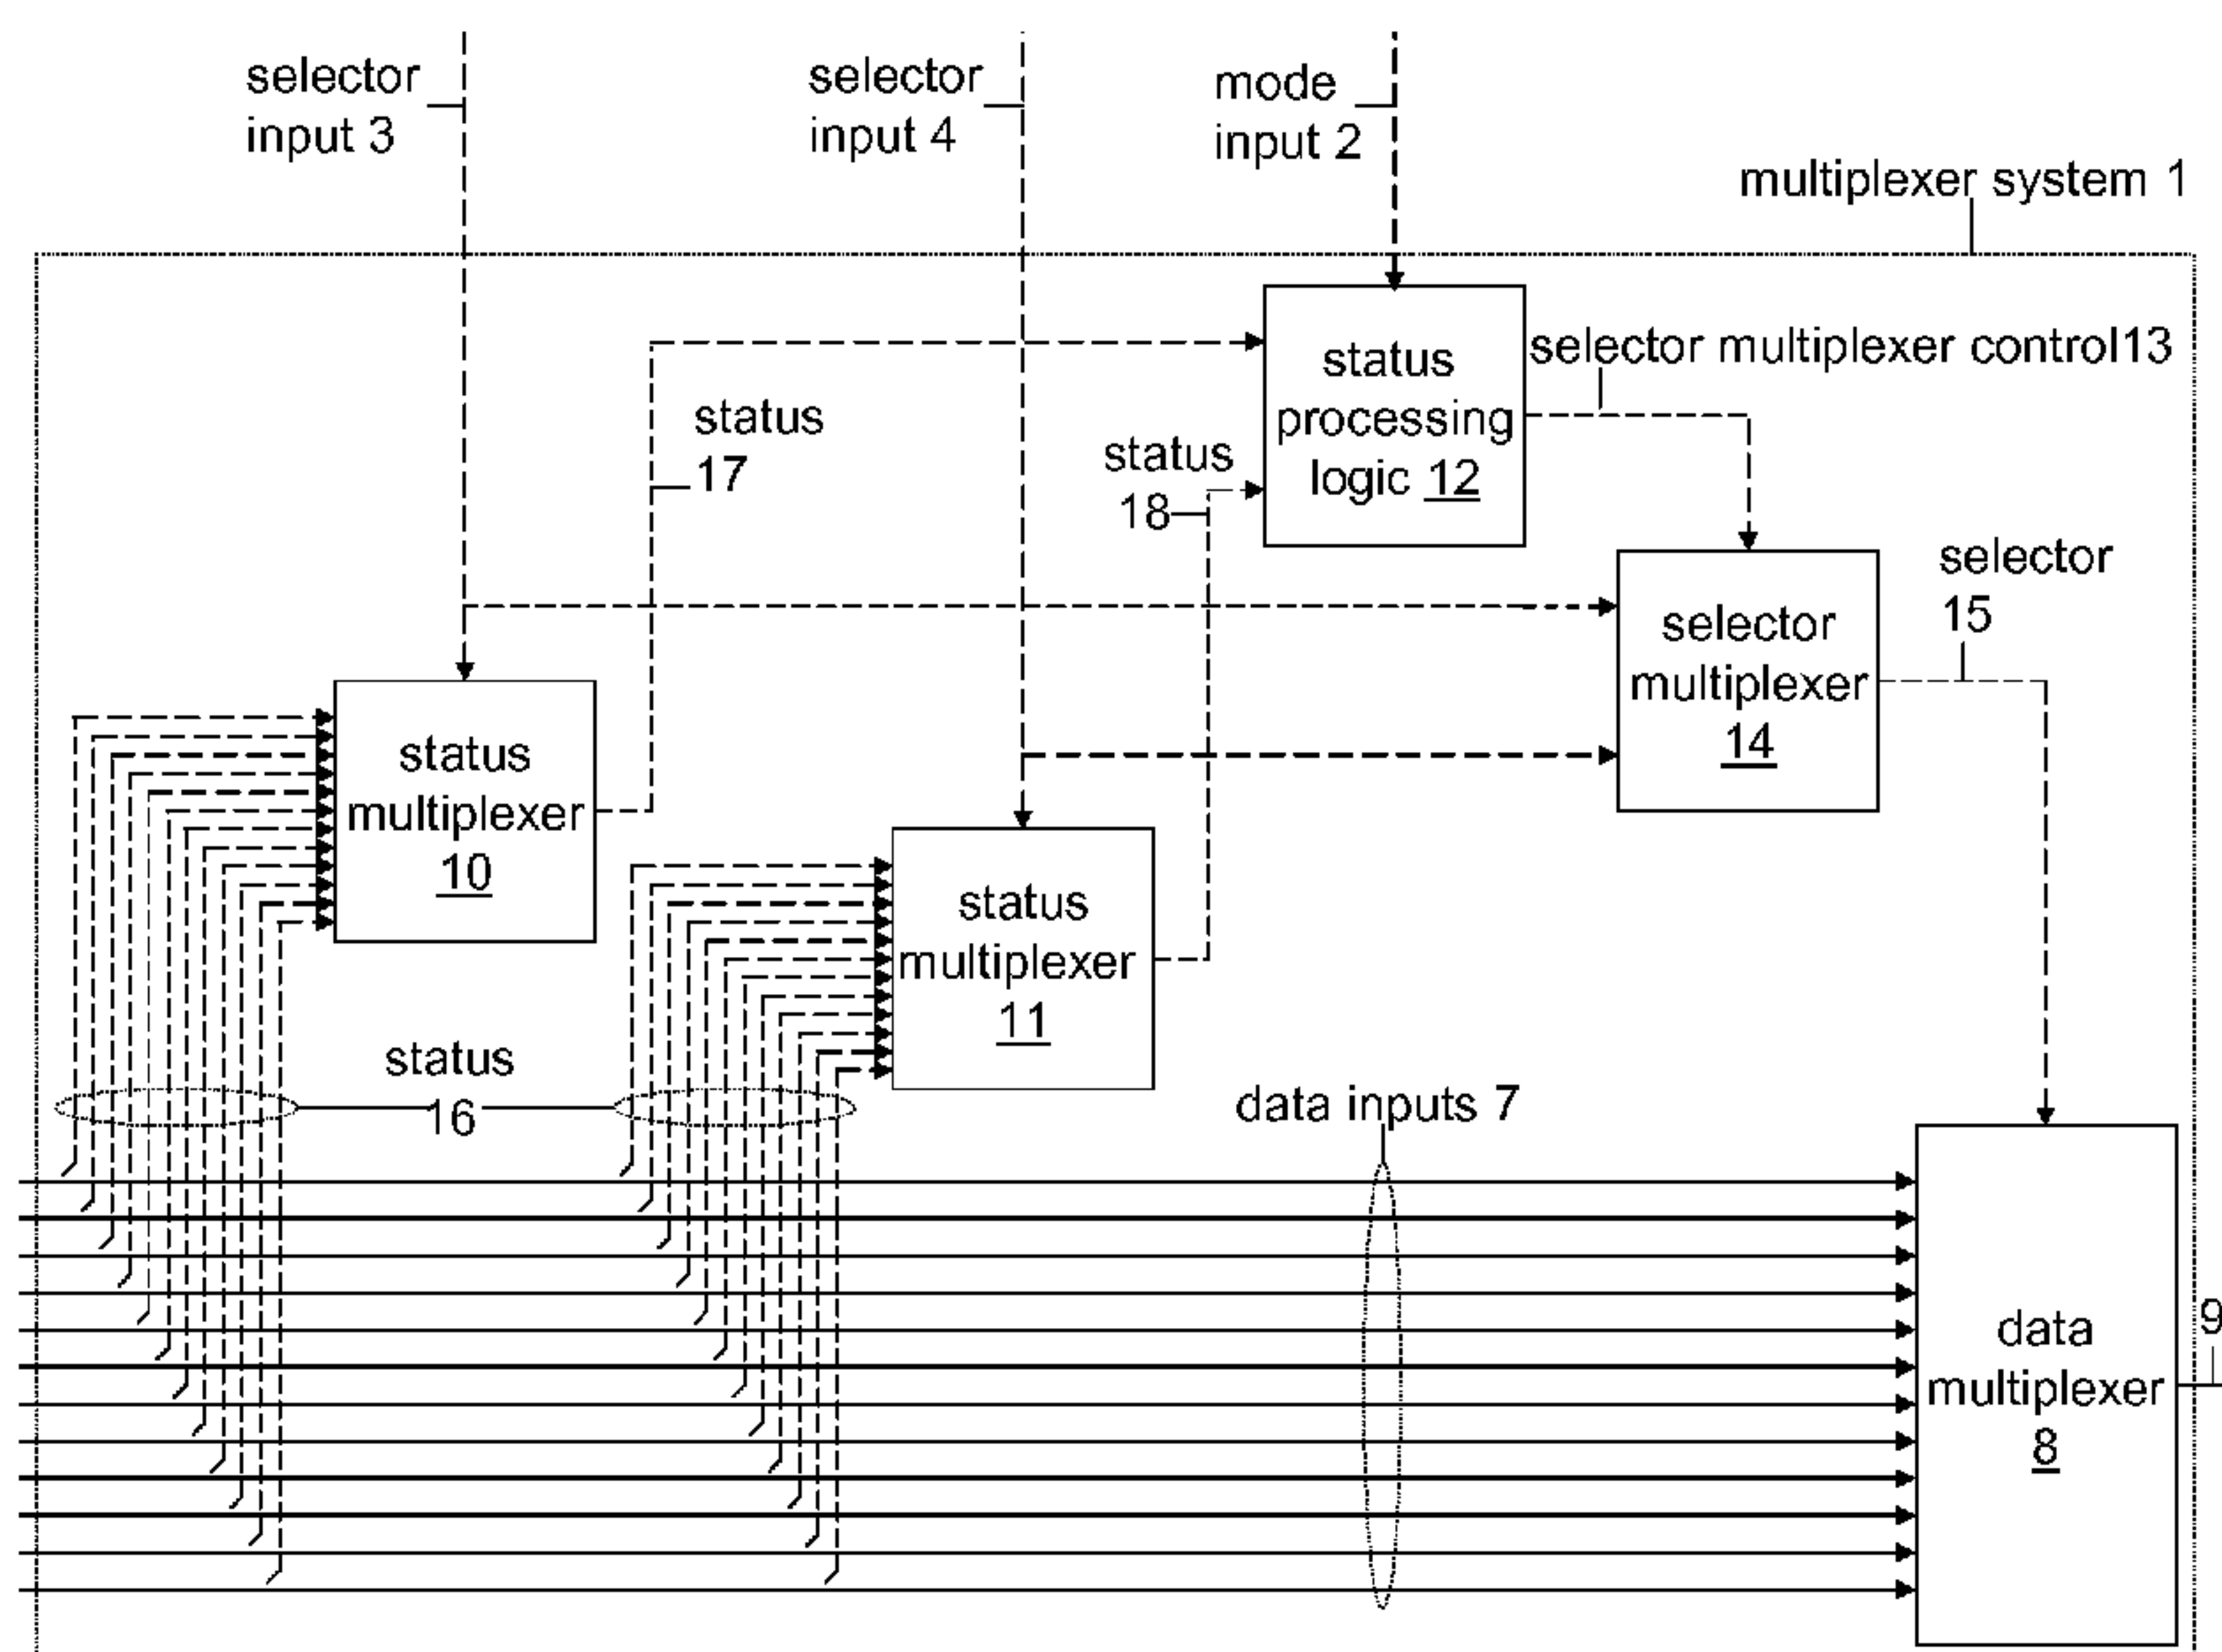 selector
input 3
selector
input 4
mode
input 2
multiplexer system 1
status
processing
logic 12
selector multiplexer control13
status
17
status
18
selector
15
selector
multiplexer
14
status
multiplexer
10
status
multiplexer
11
status
16
data inputs 7
data
multiplexer
8
9